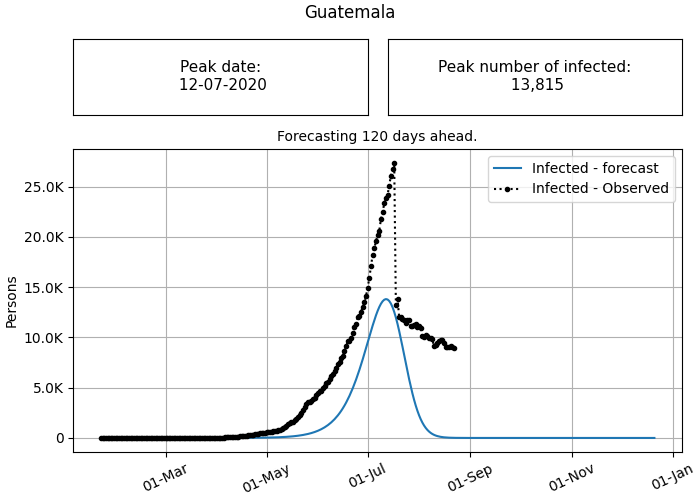 Guatemala
Peak date:
12-07-2020
Peak number of infected:
13,815
Forecasting 120 days ahead.
Infected - forecast
Infected - Observed
25.0K
20.0K
15.0K
10.0K
5.0K
0
Persons
01-Mar
01-May
01-Jul
01-Sep
01-Nov
01-Jan